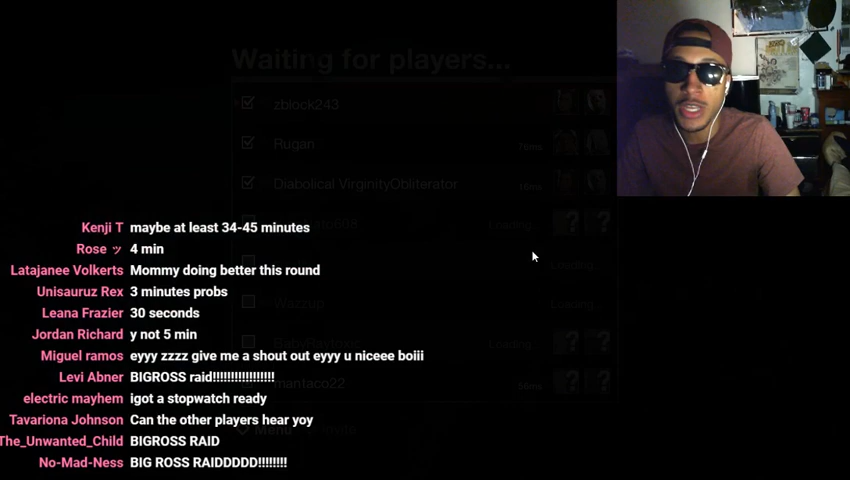 Waiting for players...
zblock243
Rugan
Diabolical VirginityObliterator
Kenji T maybe at least 34-45 minutes
Rose ッ 4 min
Latajanee Volkerts Mommy doing better this round
Unisauruz Rex 3 minutes probs
Leana Frazier 30 seconds
Jordan Richard y not 5 min
Miguel ramos eyyy zzzz give me a shout out eyyy u niceee boiii
Levi Abner BIGROSS raid!!!!!!!!!!!!!!!!!
mantaco22
electric mayhem igot a stopwatch ready
Tavariona Johnson Can the other players hear yoy
The_Unwanted_Child BIGROSS RAID
No-Mad-Ness BIG ROSS RAIDDDDD!!!!!!!!